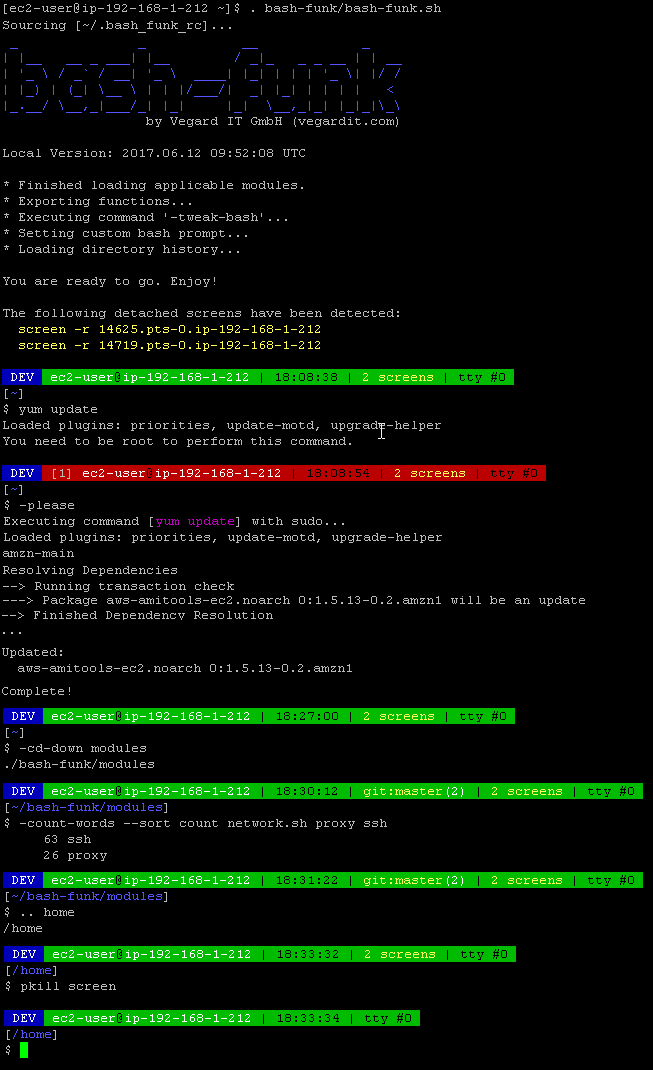 [ec2-user@ip-192-168-1-212 ~]$ . bash-funk/bash-funk.sh
Sourcing [~/.bash_funk_rc]...
bash-funk
by Vegard IT GmbH (vegardit.com)
Local Version: 2017.06.12 09:52:08 UTC
* Finished loading applicable modules.
* Exporting functions...
* Executing command '-tweak-bash'...
* Setting custom bash prompt...
* Loading directory history...
You are ready to go. Enjoy!
The following detached screens have been detected:
screen -r 14625.pts-0.ip-192-168-1-212
screen -r 14719.pts-0.ip-192-168-1-212
DEV ec2-user@ip-192-168-1-212 | 18:08:38 | 2 screens | tty #0
[~]
$ yum update
Loaded plugins: priorities, update-motd, upgrade-helper
You need to be root to perform this command.
DEV [1] ec2-user@ip-192-168-1-212 | 18:08:54 | 2 screens | tty #0
[~]
$ -please
Executing command [yum update] with sudo...
Loaded plugins: priorities, update-motd, upgrade-helper
amzn-main
Resolving Dependencies
--> Running transaction check
---> Package aws-amitools-ec2.noarch 0:1.5.13-0.2.amzn1 will be an update
--> Finished Dependency Resolution
...
Updated:
aws-amitools-ec2.noarch 0:1.5.13-0.2.amzn1
Complete!
DEV ec2-user@ip-192-168-1-212 | 18:27:00 | 2 screens | tty #0
[~]
$ -cd-down modules
./bash-funk/modules
DEV ec2-user@ip-192-168-1-212 | 18:30:12 | git:master(2) | 2 screens | tty #0
[~/bash-funk/modules]
$ -count-words --sort count network.sh proxy ssh
63 ssh
26 proxy
DEV ec2-user@ip-192-168-1-212 | 18:31:22 | git:master(2) | 2 screens | tty #0
[~/bash-funk/modules]
$ .. home
/home
DEV ec2-user@ip-192-168-1-212 | 18:33:32 | 2 screens | tty #0
[/home]
$ pkill screen
DEV ec2-user@ip-192-168-1-212 | 18:33:34 | tty #0
[/home]
$